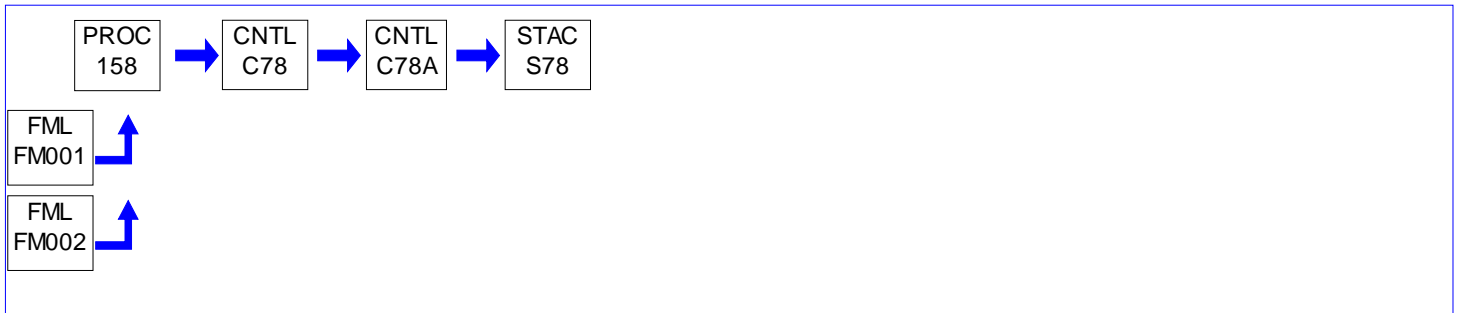 PROC
158
CNTL
C78
CNTL
C78A
STAC
S78
FML
FM001
FML
FM002